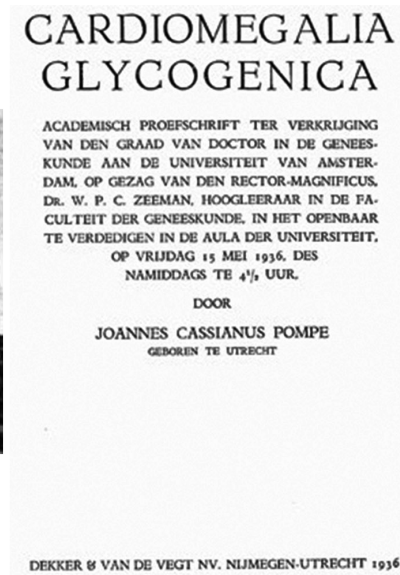 CARDIOMEGALIA
GLYCOGENICA
ACADEMISCH PROEFSCHRIFT TER VERKRIJGING
VAN DEN GRAAD VAN DOCTOR IN DE GENEES-
KUNDE AAN DE UNIVERSITEIT VAN AMSTER-
DAM, OP GEZAG VAN DEN RECTOR-MAGNIFICUS,
DR. W. P. C. ZEEMAN, HOOGLEERAAR IN DE FA-
CULTEIT DER GENEESKUNDE, IN HET OPENBAAR
TE VERDEDIGEN IN DE AULA DER UNIVERSITEIT,
OP VRIJDAG 15 MEI 1936, DES
NAMIDDAGS TE 4½ UUR,
DOOR
JOANNES CASSIANUS POMPE
GEBOREN TE UTRECHT
DEKKER & VAN DE VEGT NV. NIJMEGEN-UTRECHT 1936